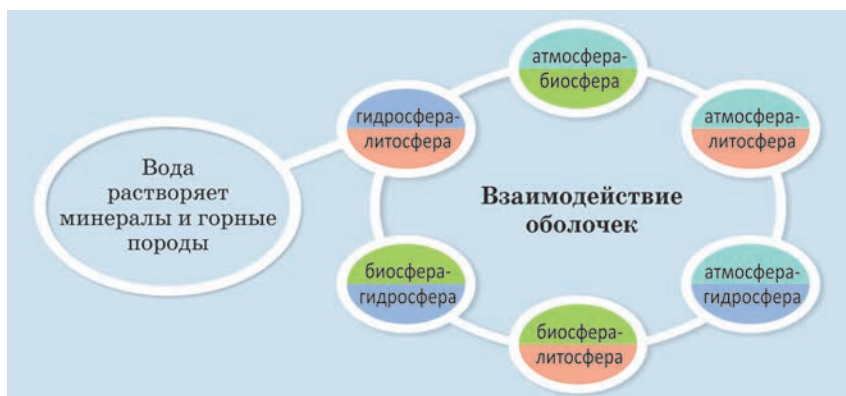 атмосфера-
биосфера
гидросфера-
литосфера
атмосфера-
литосфера
Вода
растворяет
минералы и горные
породы
Взаимодействие
оболочек
биосфера-
гидросфера
атмосфера-
гидросфера
биосфера-
литосфера